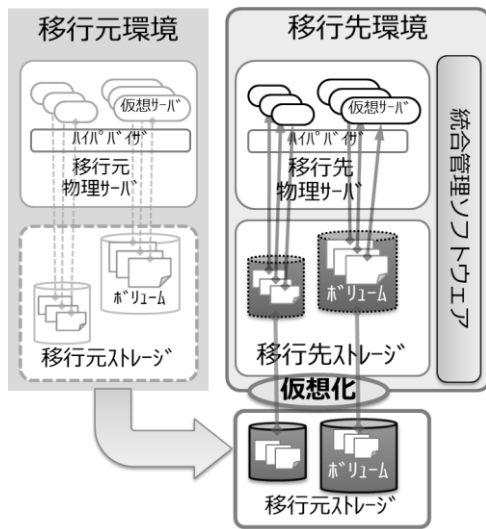 移行元環境
仮想ｻｰﾊﾞ
ﾊｲﾊﾟﾊﾞｲｻﾞ
移行元
物理ｻｰﾊﾞ
ﾎﾞﾘｭｰﾑ
移行元ｽﾄﾚｰｼﾞ
移行先環境
仮想ｻｰﾊﾞ
ﾊｲﾊﾟﾊﾞｲｻﾞ
移行先
物理ｻｰﾊﾞ
ﾎﾞﾘｭｰﾑ
移行先ｽﾄﾚｰｼﾞ
統合管理ソフトウェア
仮想化
ﾎﾞﾘｭｰﾑ
移行元ｽﾄﾚｰｼﾞ